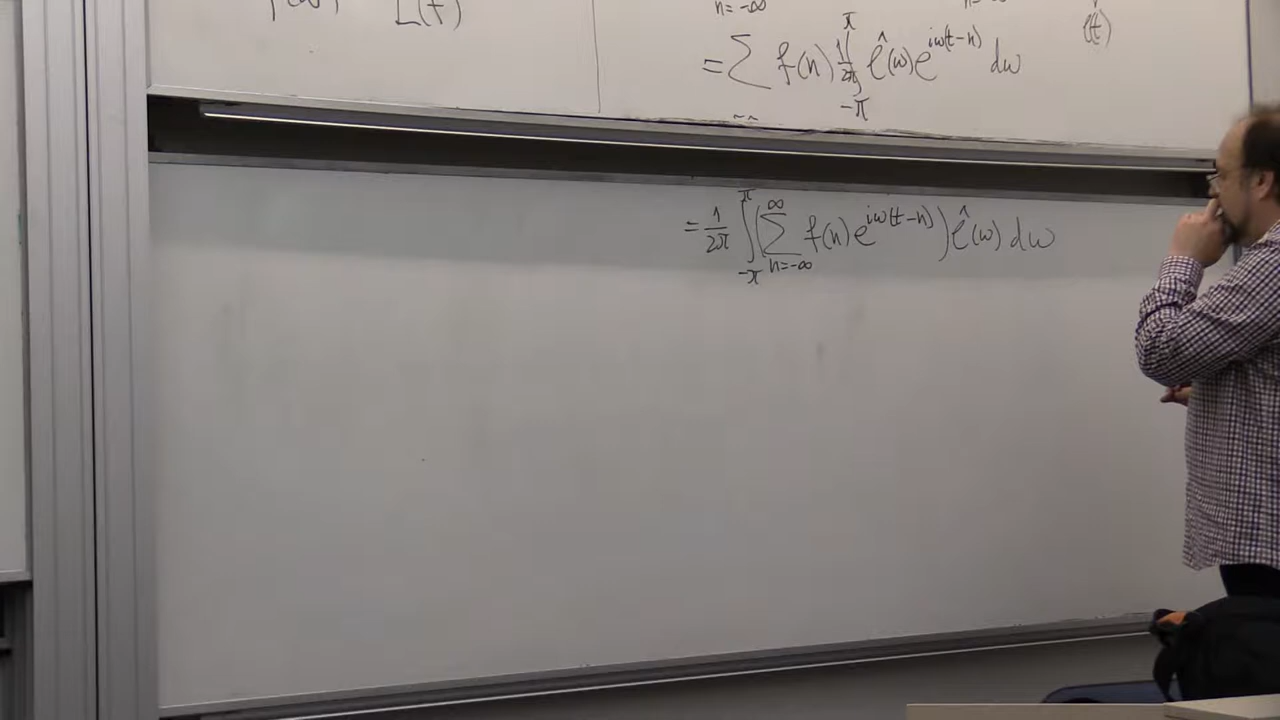 L(t)
n=-∞
= ∑ f(n) 1/2π ∫_{-π}^{π} ℓ̂(ω) e^{iω(t-n)} dω
(t)
= 1/2π ∫_{-π}^{π} ( ∑_{n=-∞}^{∞} f(n) e^{iω(t-n)} ) ℓ̂(ω) dω